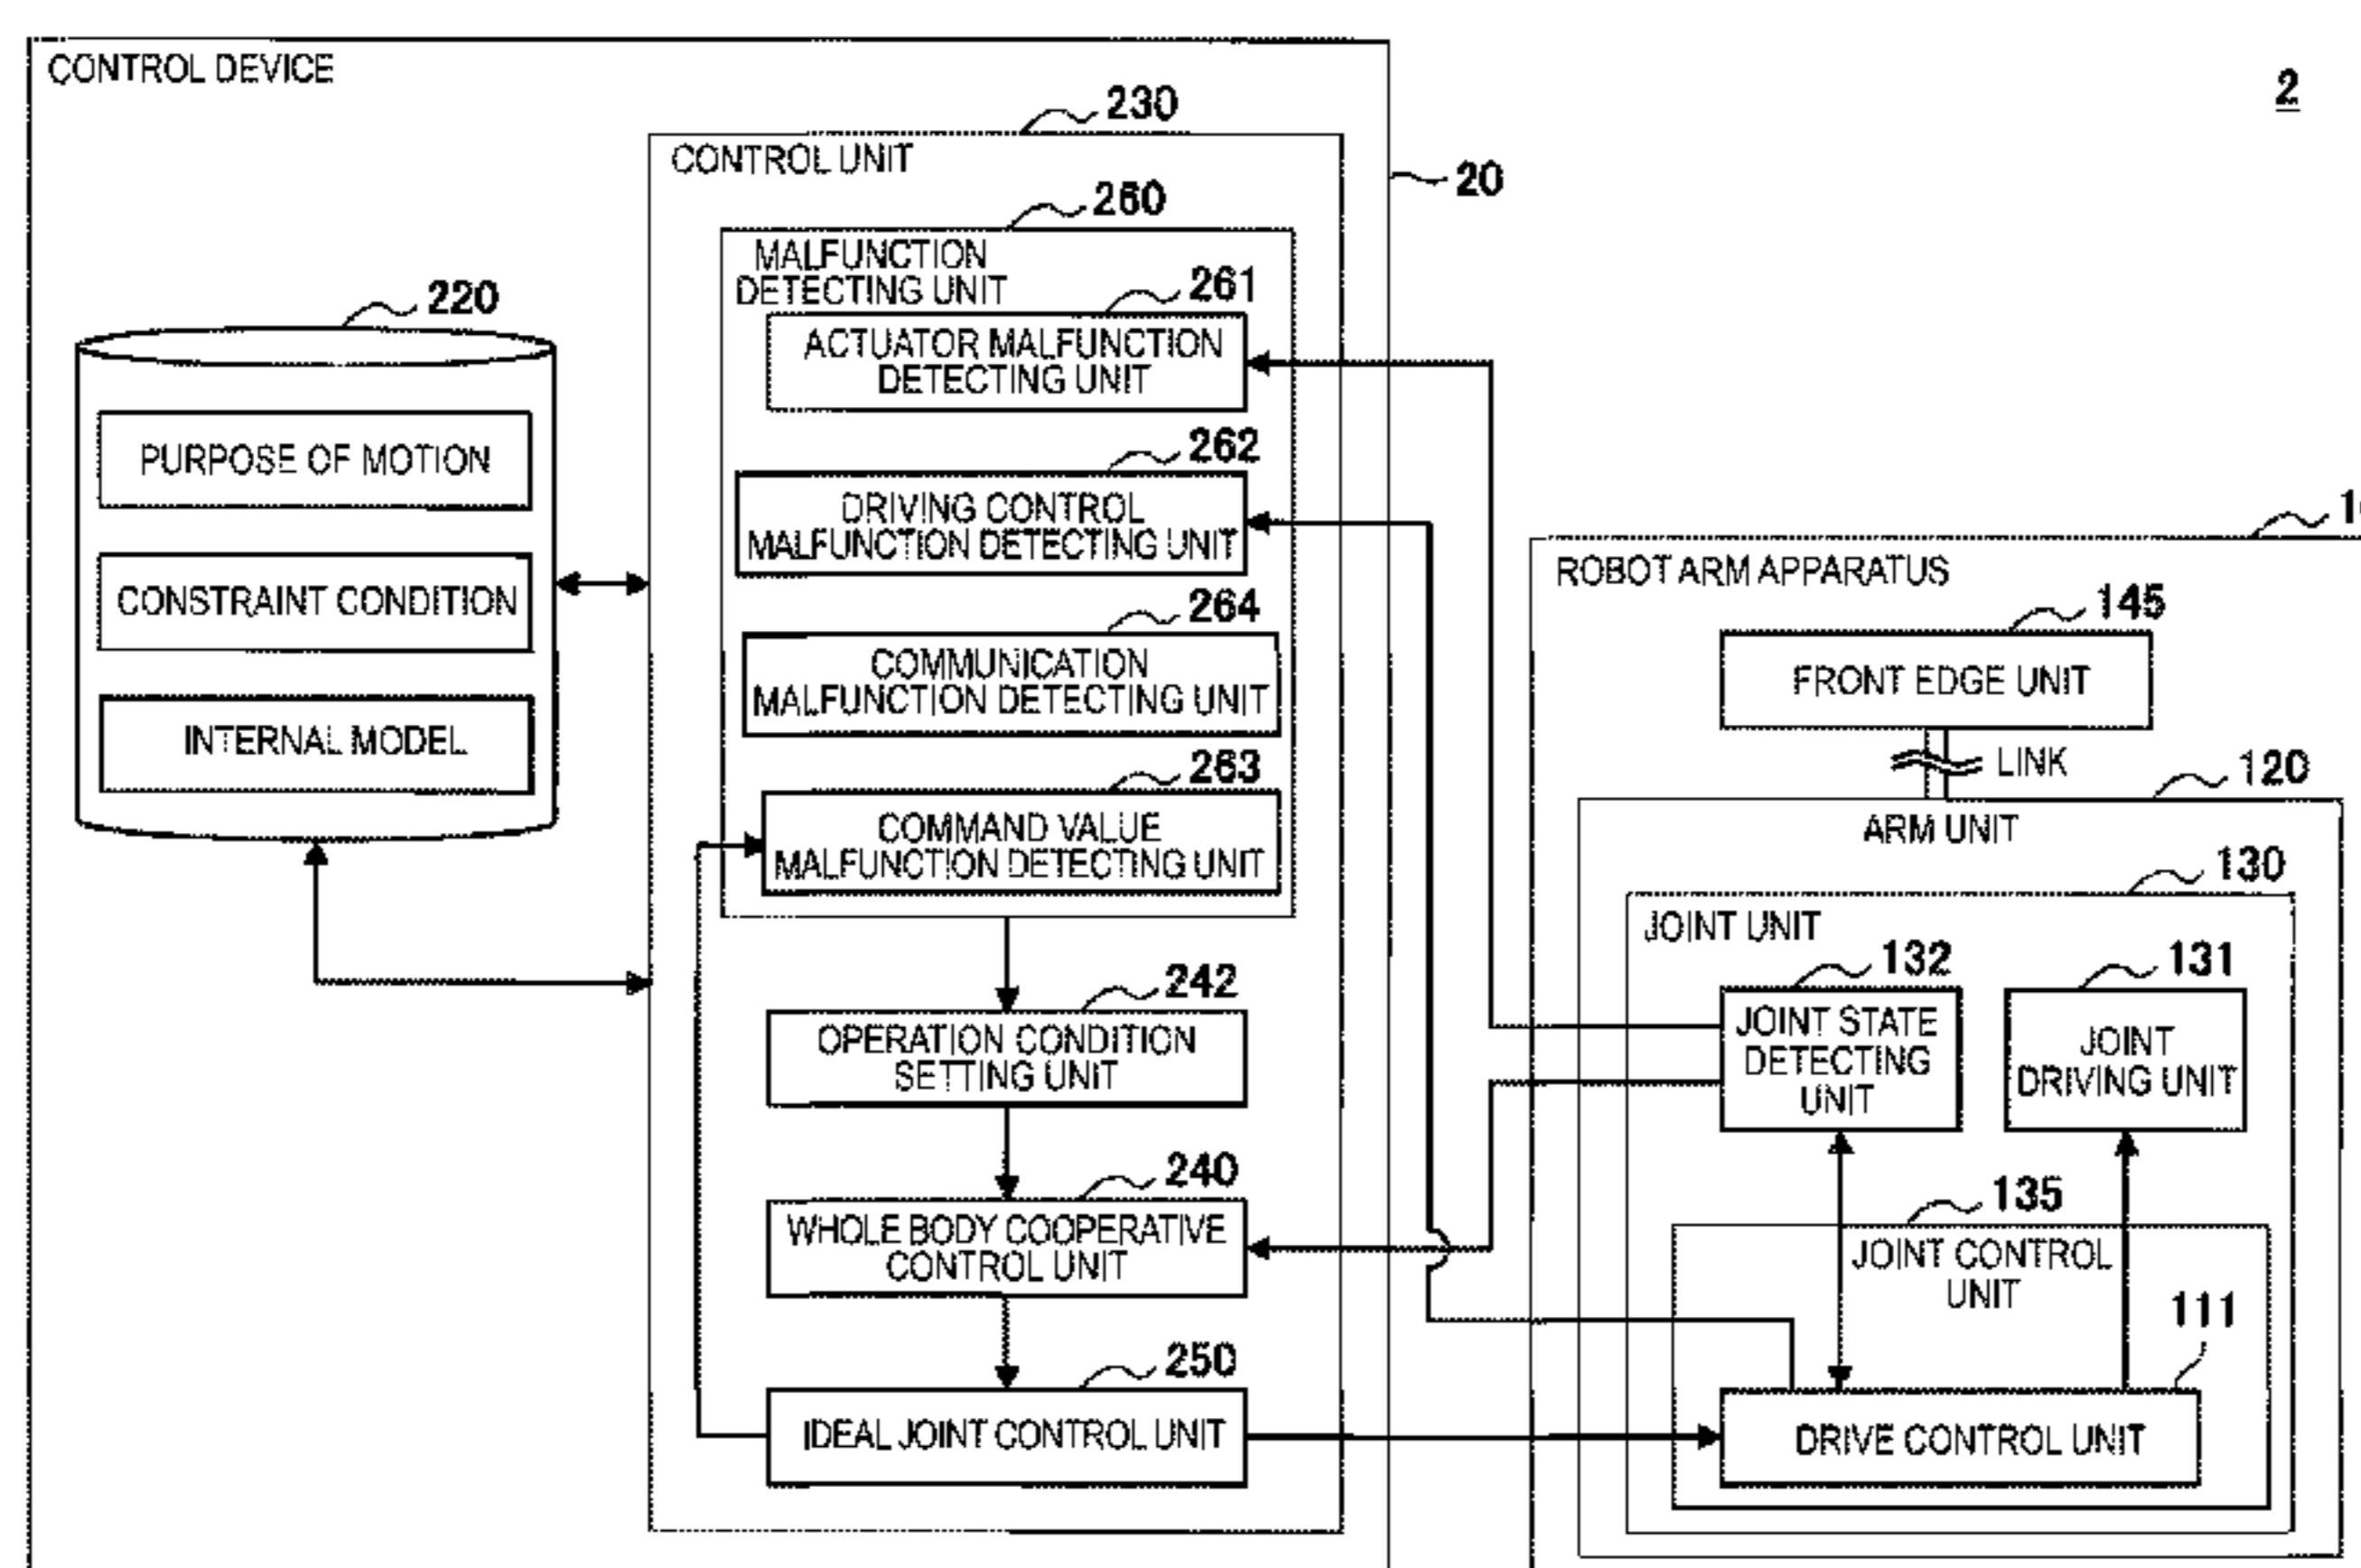 CONTROL DEVICE
2
230
CONTROL UNIT
20
260
MALFUNCTION
DETECTING UNIT
261
ACTUATOR MALFUNCTION
DETECTING UNIT
220
PURPOSE OF MOTION
CONSTRAINT CONDITION
INTERNAL MODEL
262
DRIVING CONTROL
MALFUNCTION DETECTING UNIT
264
COMMUNICATION
MALFUNCTION DETECTING UNIT
263
COMMAND VALUE
MALFUNCTION DETECTING UNIT
242
OPERATION CONDITION
SETTING UNIT
240
WHOLE BODY COOPERATIVE
CONTROL UNIT
250
IDEAL JOINT CONTROL UNIT
ROBOT ARM APPARATUS
145
FRONT EDGE UNIT
LINK
120
ARM UNIT
130
JOINT UNIT
132
JOINT STATE
DETECTING
UNIT
131
JOINT
DRIVING UNIT
135
JOINT CONTROL
UNIT
111
DRIVE CONTROL UNIT